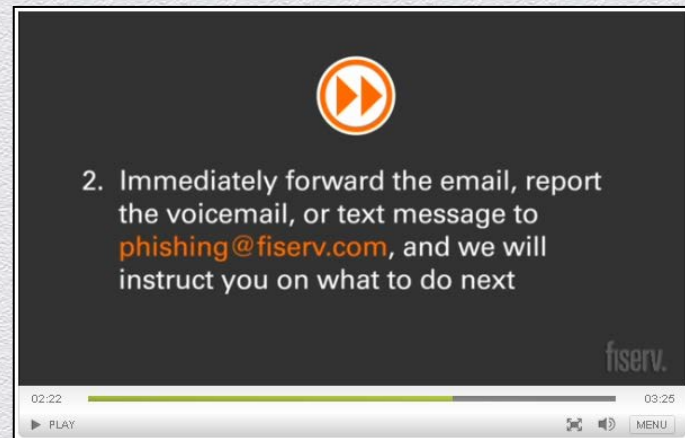 2. Immediately forward the email, report
the voicemail, or text message to
phishing@fiserv.com, and we will
instruct you on what to do next
fiserv.
02:22
03:25
PLAY
MENU